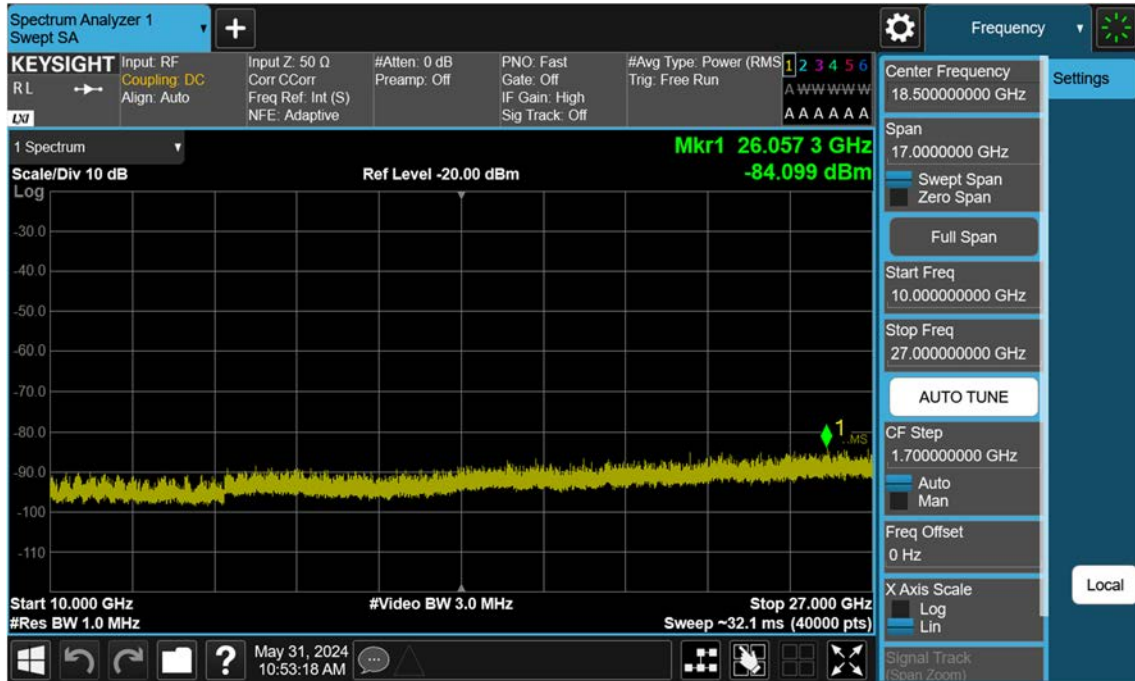 Spectrum Analyzer 1
Swept SA
+
Frequency
KEYSIGHT
R L
LXI
Input: RF
Coupling: DC
Align: Auto
Input Z: 50 Ω
Corr CCorr
Freq Ref: Int (S)
NFE: Adaptive
#Atten: 0 dB
Preamp: Off
PNO: Fast
Gate: Off
IF Gain: High
Sig Track: Off
#Avg Type: Power (RMS
Trig: Free Run
1 2 3 4 5 6
A W W W W W
A A A A A A
Center Frequency
18.500000000 GHz
Settings
1 Spectrum
Mkr1 26.057 3 GHz
Scale/Div 10 dB
Ref Level -20.00 dBm
-84.099 dBm
Log
-30.0
-40.0
-50.0
-60.0
-70.0
-80.0
-90.0
-100
-110
1
Start 10.000 GHz
#Video BW 3.0 MHz
Stop 27.000 GHz
#Res BW 1.0 MHz
Sweep ~32.1 ms (40000 pts)
Span
17.0000000 GHz
Swept Span
Zero Span
Full Span
Start Freq
10.000000000 GHz
Stop Freq
27.000000000 GHz
AUTO TUNE
CF Step
1.700000000 GHz
Auto
Man
Freq Offset
0 Hz
X Axis Scale
Log
Lin
Signal Track
(Span Zoom)
Local
?
May 31, 2024
10:53:18 AM